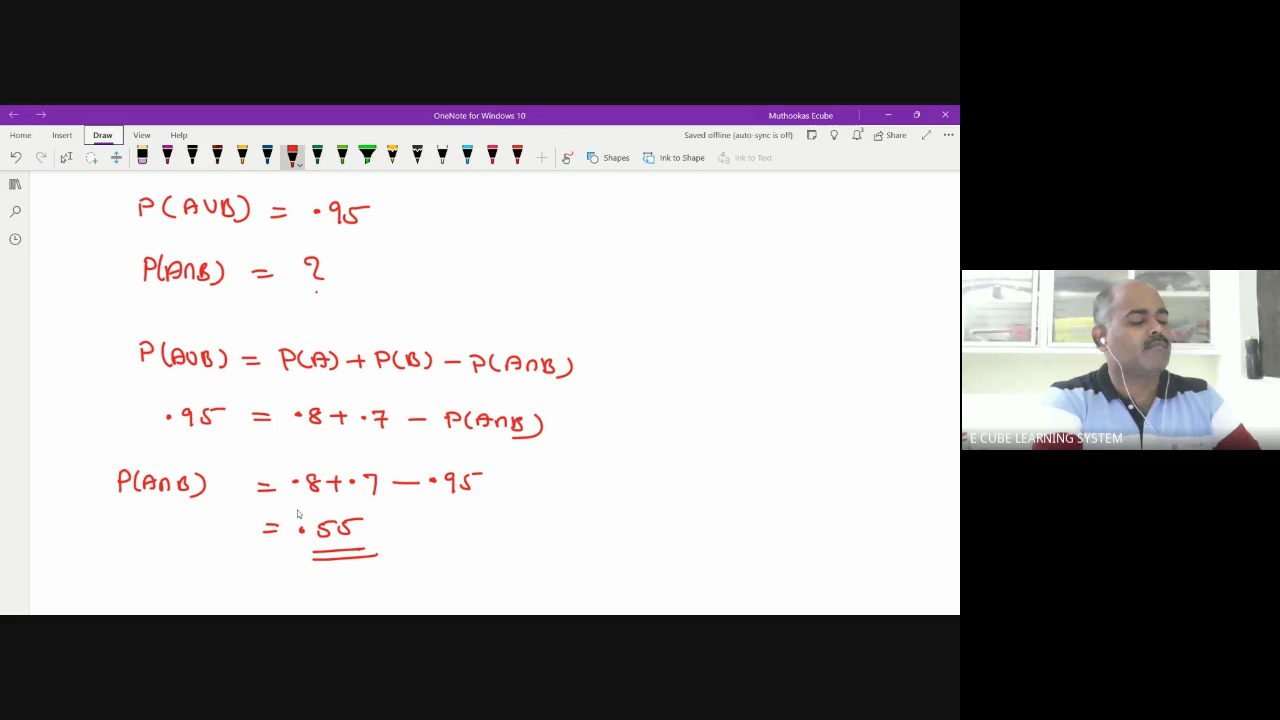 OneNote for Windows 10
Muthookas Ecube
Home Insert Draw View Help
Saved offline (auto-sync is off)
Share
Shapes
Ink to Shape
Ink to Text
P(A∪B) = .95
P(A∩B) = ?
P(A∪B) = P(A) + P(B) − P(A∩B)
.95 = .8 + .7 − P(A∩B)
P(A∩B) = .8 + .7 − .95
= .55
E CUBE LEARNING SYSTEM